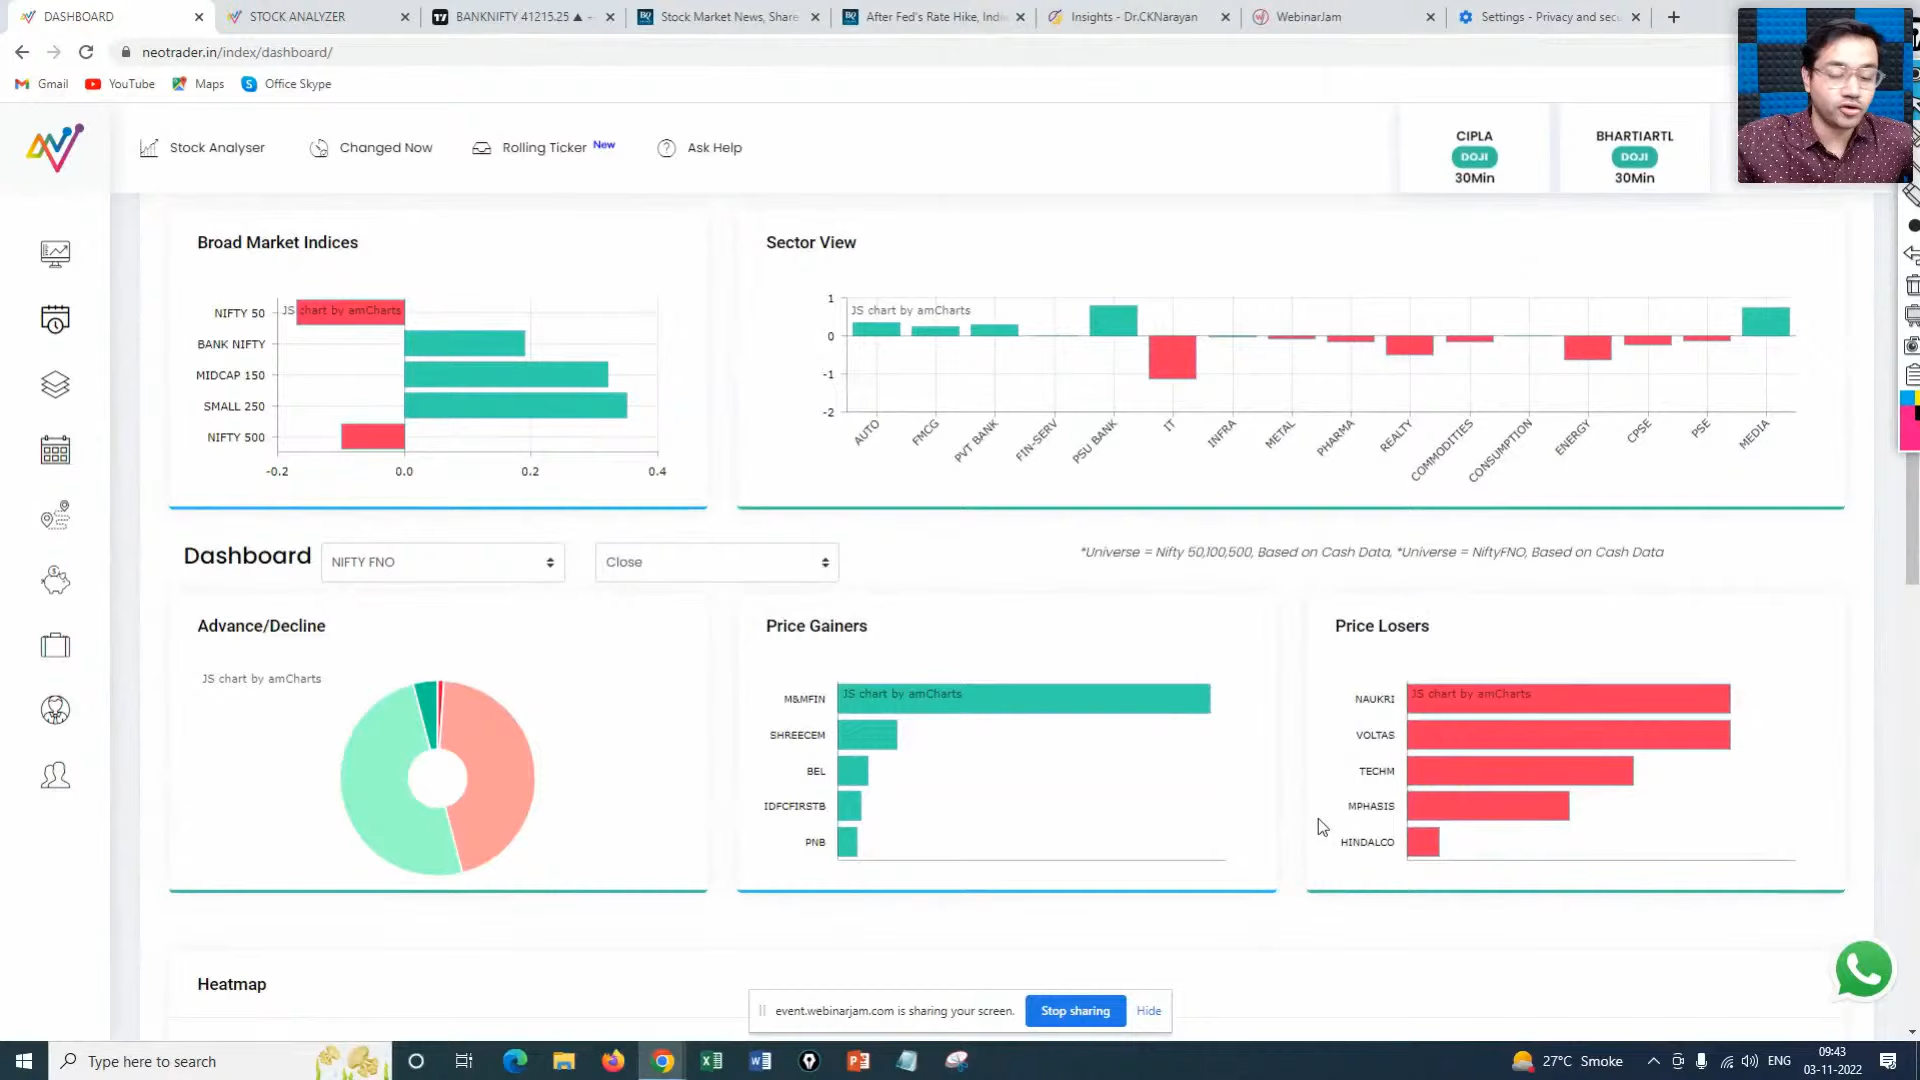 DASHBOARD
STOCK ANALYZER
BANKNIFTY 41215.25 ▲
Stock Market News, Share
After Fed's Rate Hike, Indi
Insights - Dr.CKNarayan
WebinarJam
Settings - Privacy and secu
neotrader.in/index/dashboard/
Gmail
YouTube
Maps
Office Skype
Stock Analyser
Changed Now
Rolling Ticker New
Ask Help
CIPLA
DOJI
30Min
BHARTIARTL
DOJI
30Min
Broad Market Indices
JS chart by amCharts
NIFTY 50
BANK NIFTY
MIDCAP 150
SMALL 250
NIFTY 500
-0.2 0.0 0.2 0.4
Sector View
JS chart by amCharts
1
0
-1
-2
AUTO
FMCG
PVT BANK
FIN-SERV
PSU BANK
IT
INFRA
METAL
PHARMA
REALTY
COMMODITIES
CONSUMPTION
ENERGY
CPSE
PSE
MEDIA
Dashboard
NIFTY FNO
Close
*Universe = Nifty 50,100,500, Based on Cash Data, *Universe = NiftyFNO, Based on Cash Data
Advance/Decline
JS chart by amCharts
Price Gainers
JS chart by amCharts
M&MFIN
SHREECEM
BEL
IDFCFIRSTB
PNB
Price Losers
JS chart by amCharts
NAUKRI
VOLTAS
TECHM
MPHASIS
HINDALCO
Heatmap
event.webinarjam.com is sharing your screen.
Stop sharing
Hide
Type here to search
27°C Smoke
ENG
09:43
03-11-2022